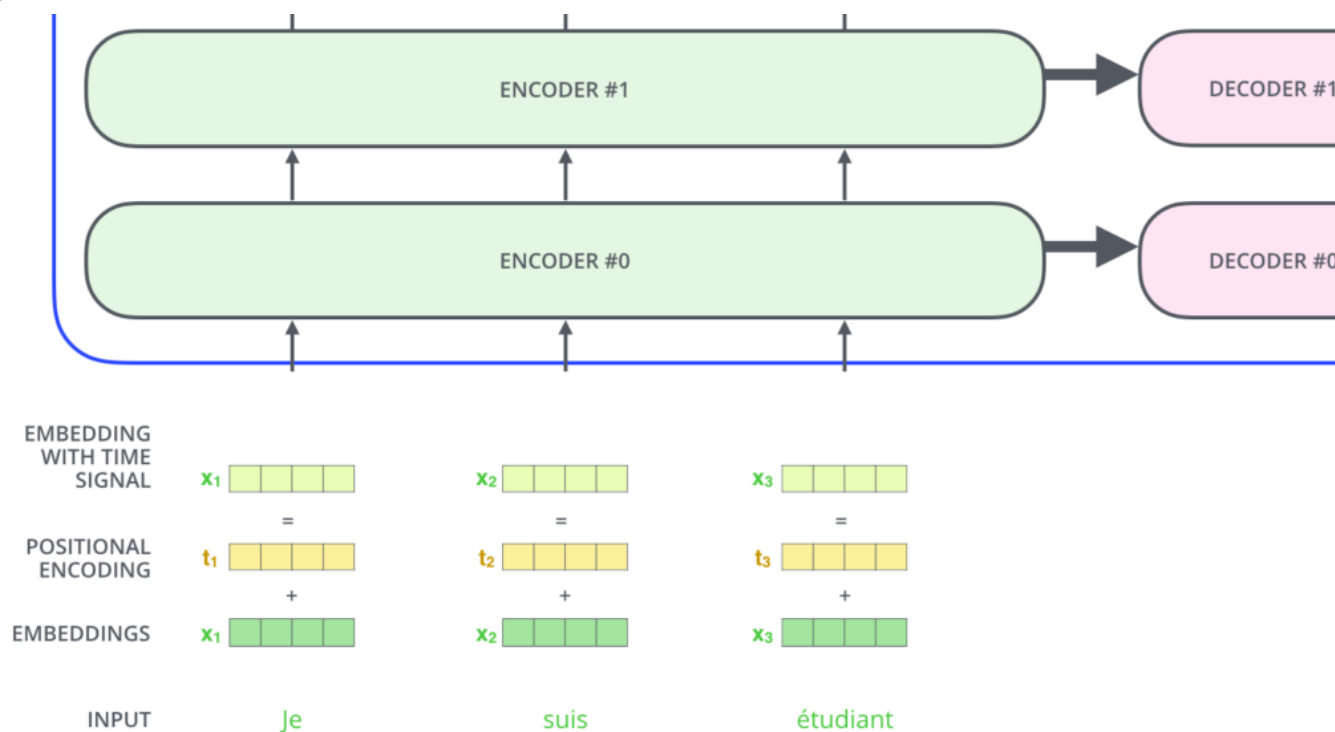 ENCODER #1
DECODER #1
ENCODER #0
DECODER #0
EMBEDDING
WITH TIME
SIGNAL
x₁
x₂
x₃
=
=
=
POSITIONAL
ENCODING
t₁
t₂
t₃
+
+
+
EMBEDDINGS
x₁
x₂
x₃
INPUT
Je
suis
étudiant